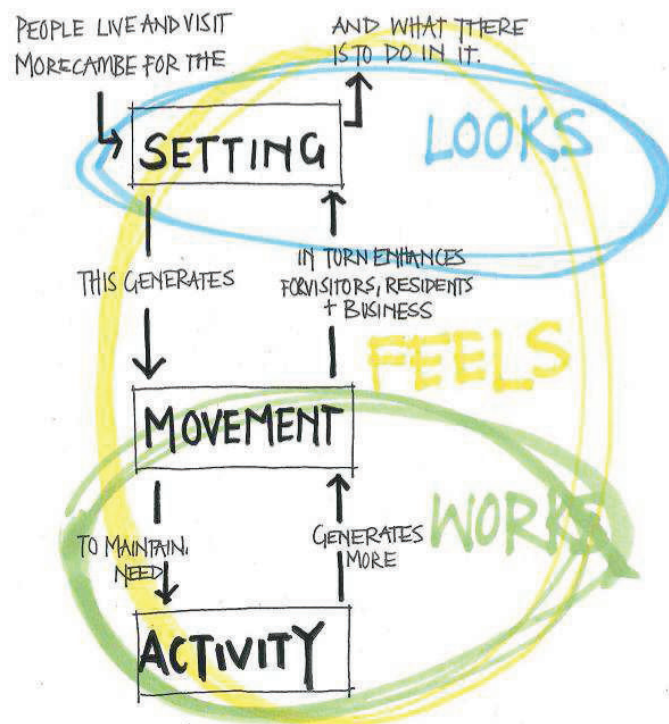 PEOPLE LIVE AND VISIT
MORECAMBE FOR THE
AND WHAT THERE
IS TO DO IN IT.
SETTING
LOOKS
THIS GENERATES
IN TURN ENHANCES
FOR VISITORS, RESIDENTS
+ BUSINESS
FEELS
MOVEMENT
WORKS
TO MAINTAIN,
NEED
GENERATES
MORE
ACTIVITY